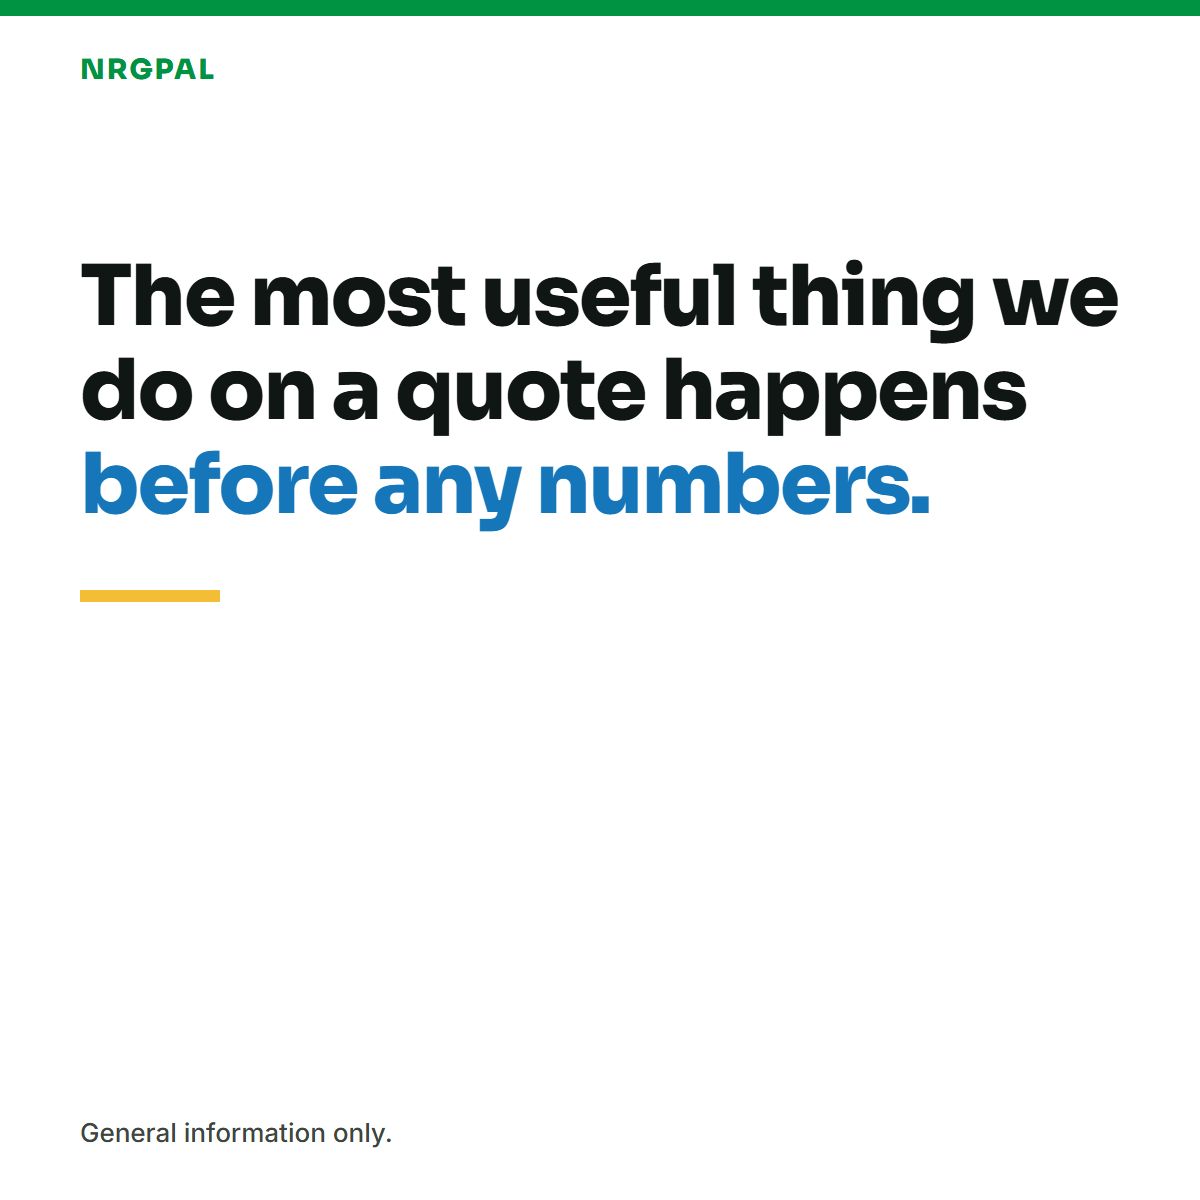 NRGPAL
The most useful thing we
do on a quote happens
before any numbers.
General information only.